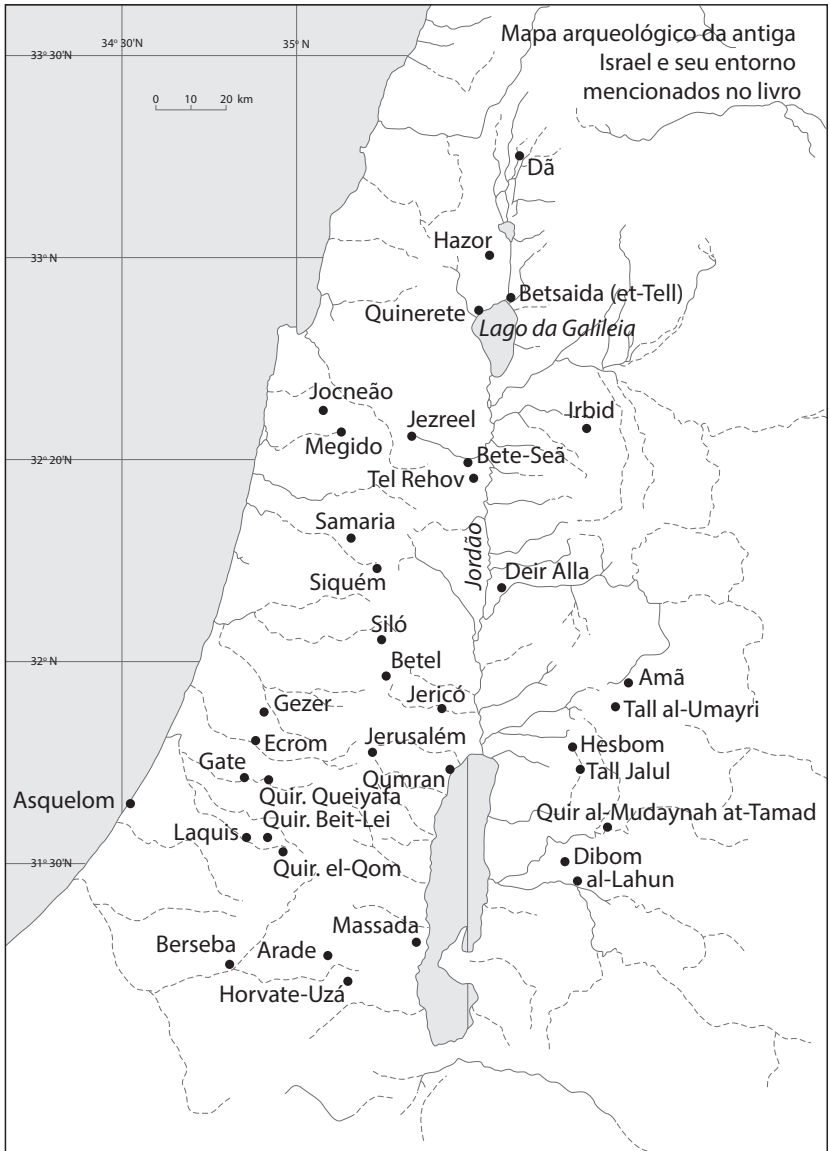 34° 30'N
35° N
Mapa arqueológico da antiga
Israel e seu entorno
mencionados no livro
33° 30'N
0 10 20 km
Dã
Hazor
33° N
Betsaida (et-Tell)
Quinerete
Lago da Galileia
Jocneão
Jezreel
Irbid
Megido
Bete-Seã
32° 20'N
Tel Rehov
Samaria
Jordão
Siquém
Deir Alla
Siló
32° N
Betel
Amã
Jericó
Gezer
Tall al-Umayri
Ecrom
Jerusalém
Hesbom
Gate
Qumran
Tall Jalul
Quir. Queiyafa
Asquelom
Quir al-Mudaynah at-Tamad
Quir. Beit-Lei
Laquis
31° 30'N
Dibom
Quir. el-Qom
al-Lahun
Massada
Berseba
Arade
Horvate-Uzá